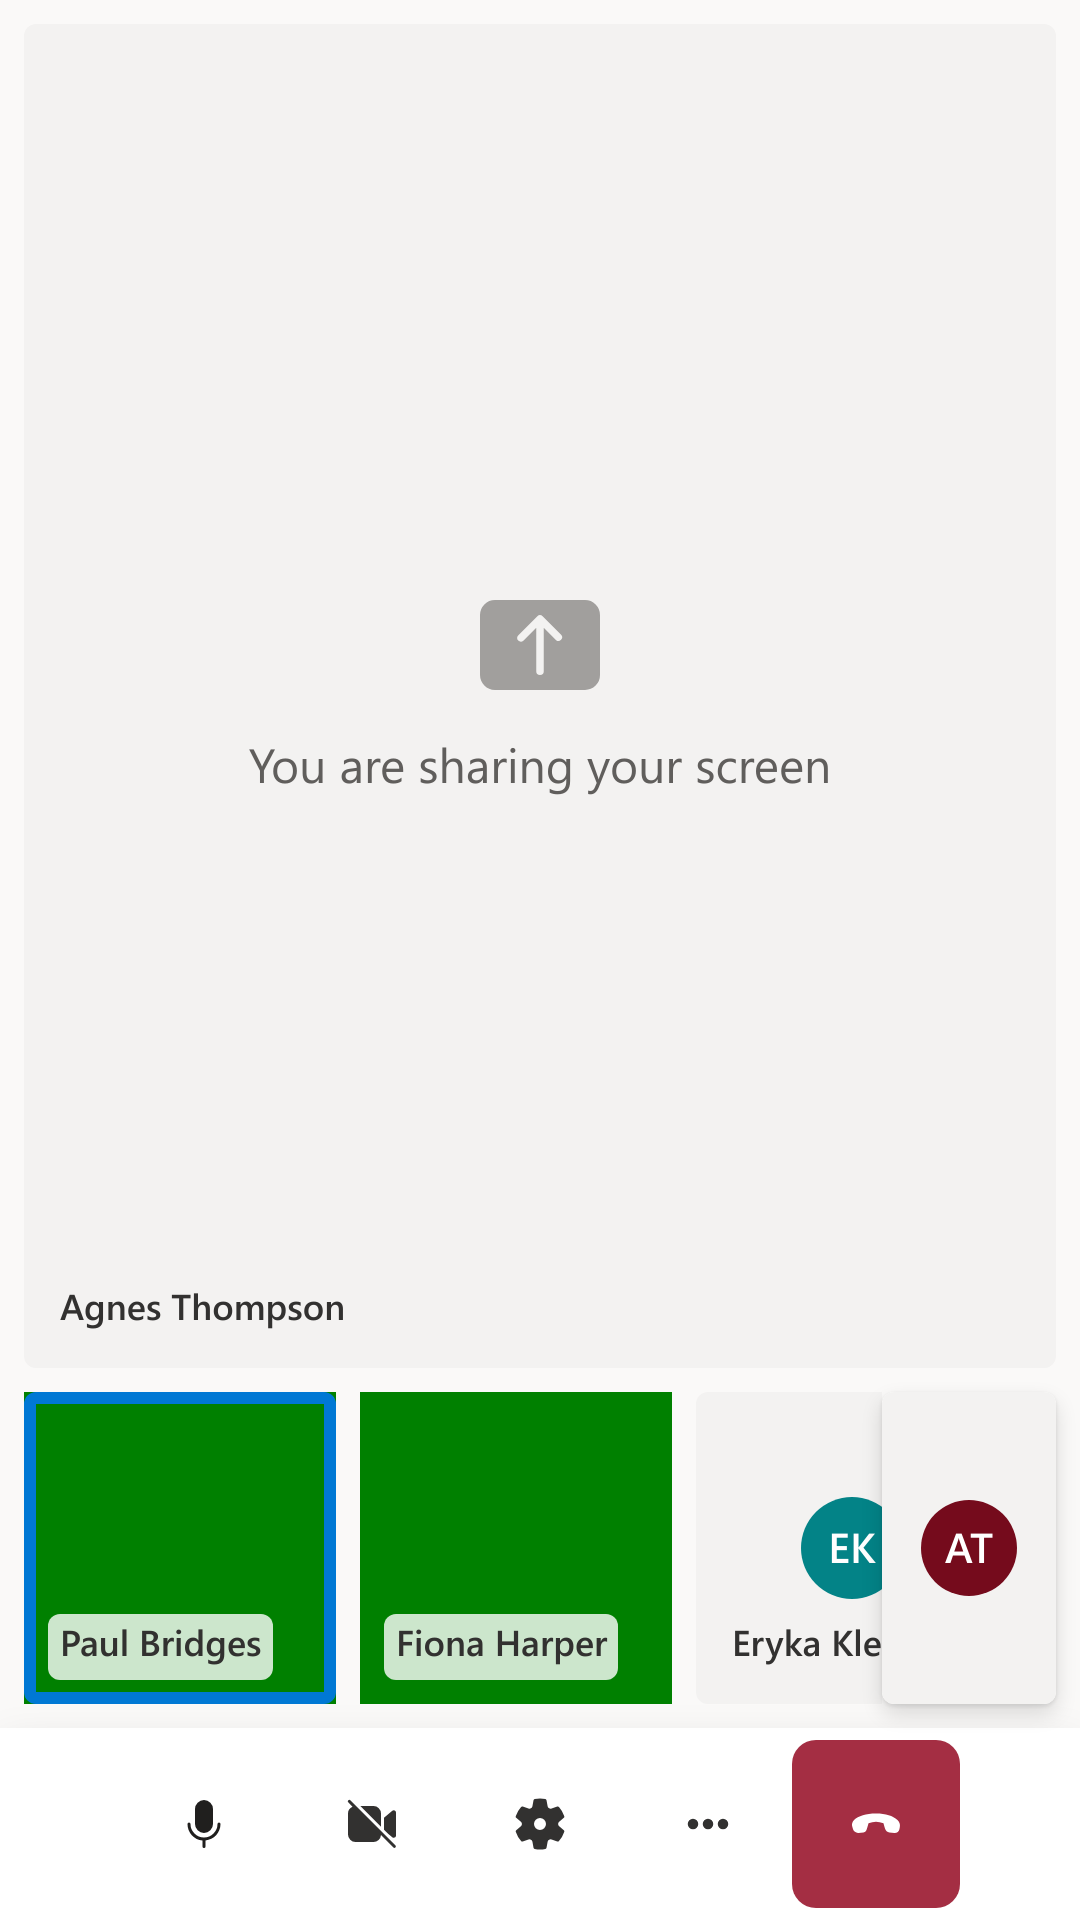 You are sharing your screen
Agnes Thompson
EK
AT
Paul Bridges
Fiona Harper
Eryka Kle